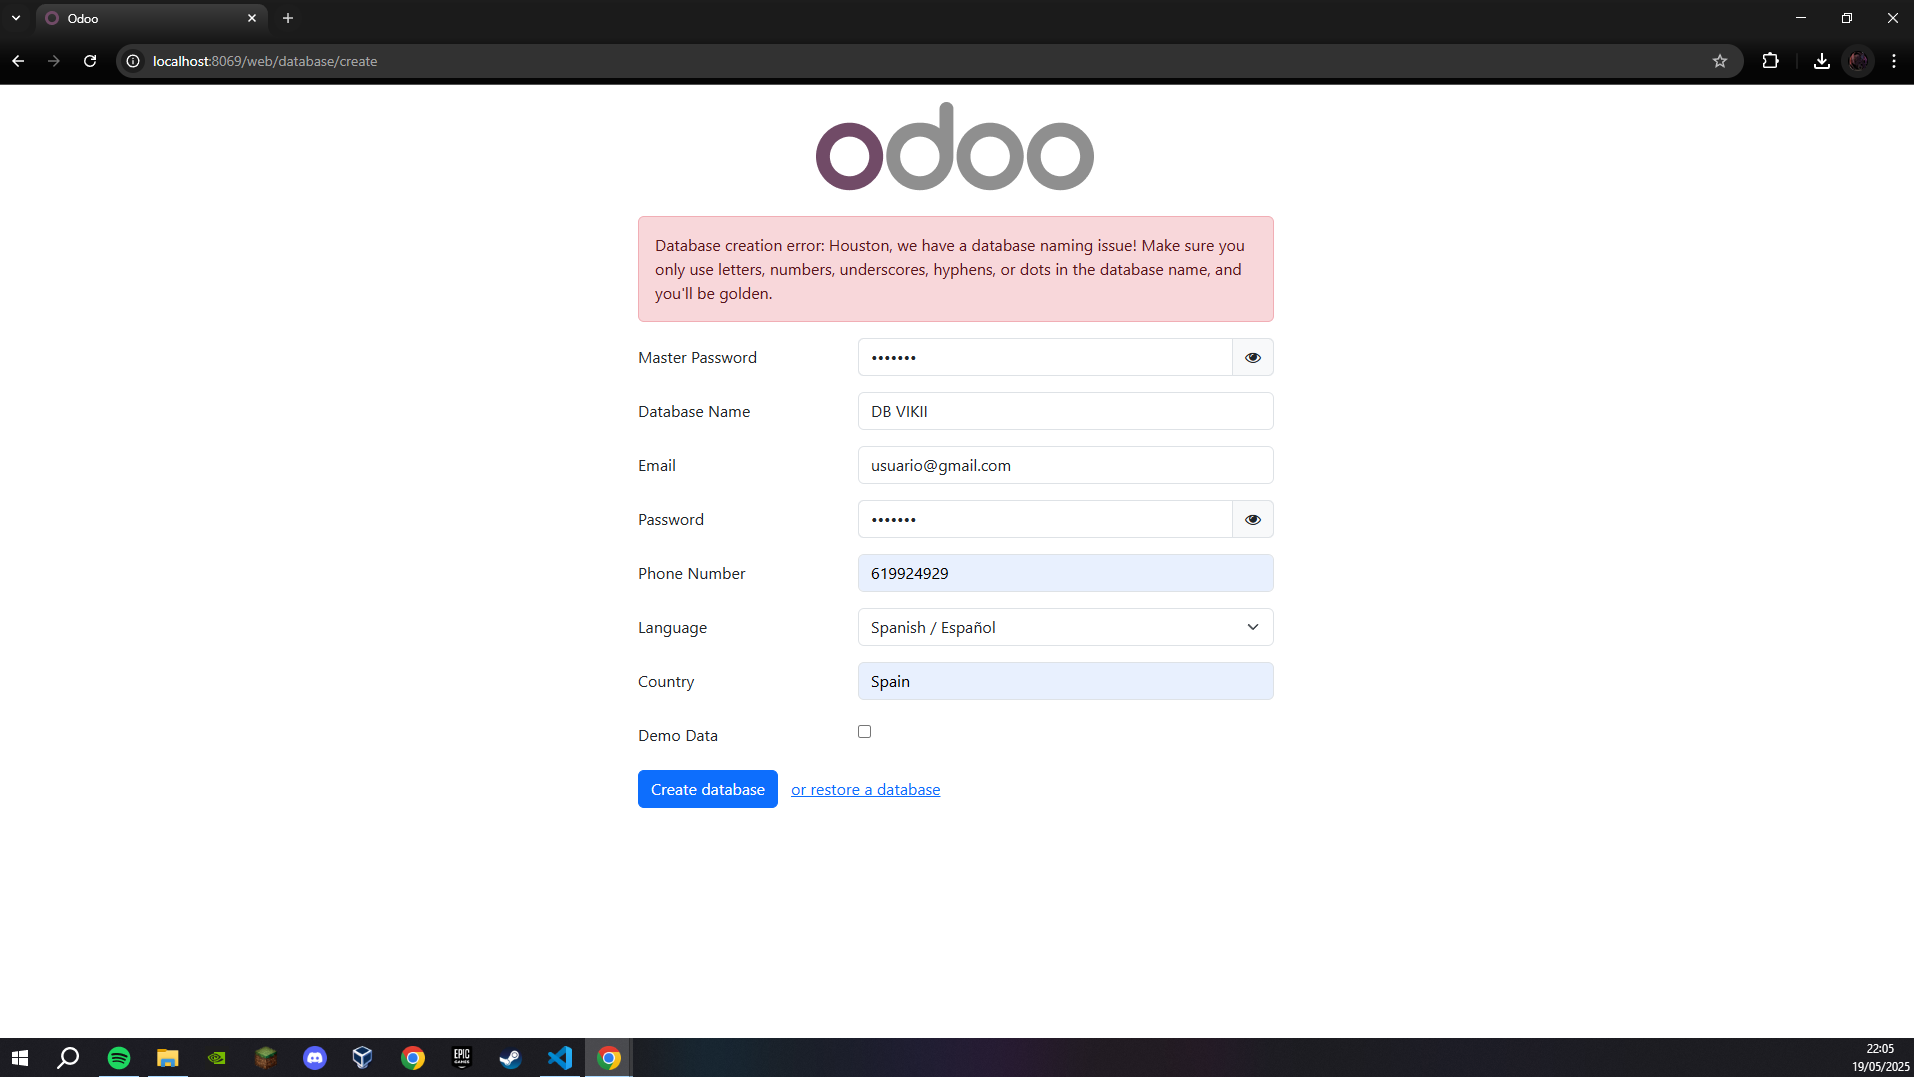 Odoo
localhost:8069/web/database/create
odoo
Database creation error: Houston, we have a database naming issue! Make sure you
only use letters, numbers, underscores, hyphens, or dots in the database name, and
you'll be golden.
Master Password •••••••
Database Name DB VIKII
Email usuario@gmail.com
Password •••••••
Phone Number 619924929
Language Spanish / Español
Country Spain
Demo Data
Create database or restore a database
EPIC
GAMES
22:05
19/05/2025